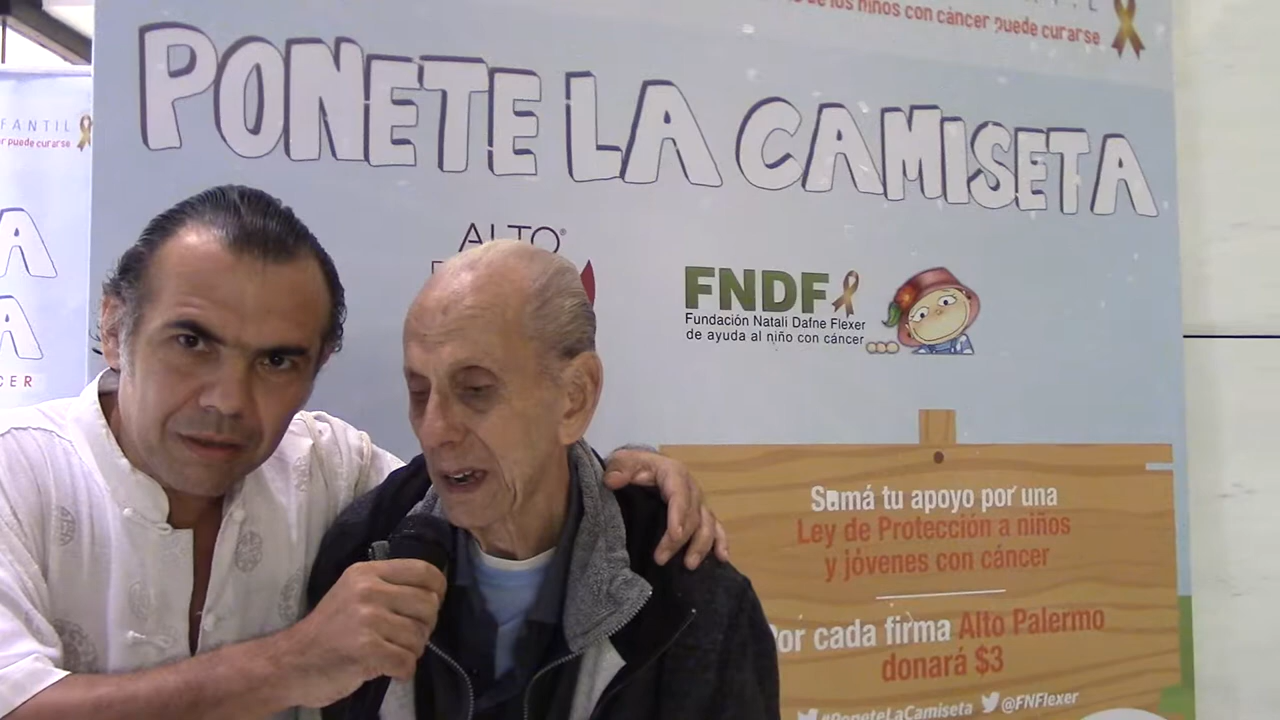 de los niños con cáncer puede curarse
PONETE LA CAMISETA
ALTO
FNDF
Fundación Natali Dafne Flexer
de ayuda al niño con cáncer
Sumá tu apoyo por una
Ley de Protección a niños
y jóvenes con cáncer
Por cada firma Alto Palermo
donará $3
#PoneteLaCamiseta @FNFlexer
FANTIL
r puede curarse
A
A
CER